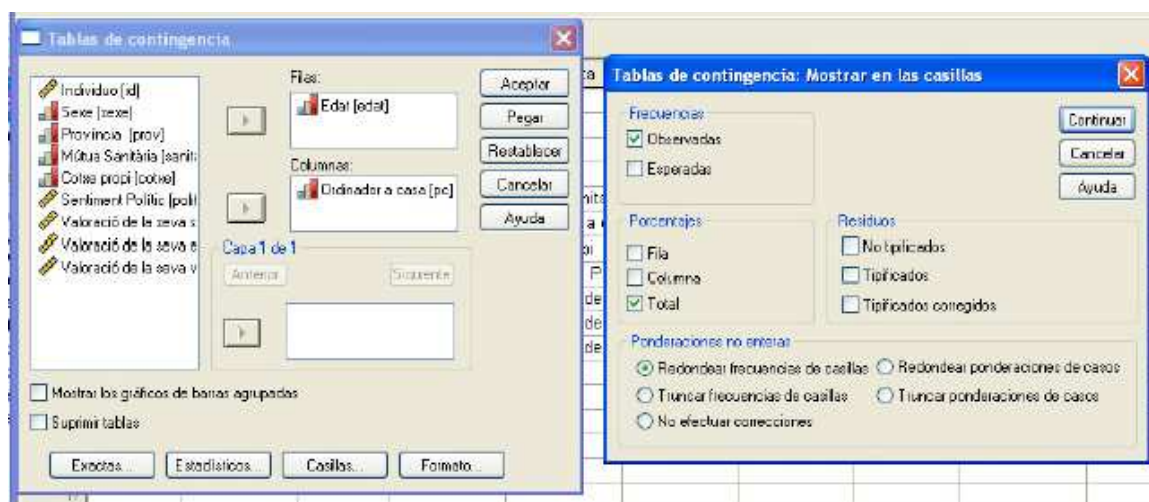 Tablas de contingencia
Individuo [id]
Sexe [sexe]
Provincia [prov]
Mútua Sanitària [sanit
Cotxe propi [cotxe]
Sentiment Polític [polít
Valoració de la seva s
Valoració de la seva e
Valoració de la seva v
Filas:
Edat [edat]
Columnas:
Ordinador a casa [pc]
Capa 1 de 1
Anterior
Siguiente
Aceptar
Pegar
Restablecer
Cancelar
Ayuda
Mostrar los gráficos de barras agrupadas
Suprimir tablas
Exactas...
Estadísticos...
Casillas...
Formato...
Tablas de contingencia: Mostrar en las casillas
Frecuencias
Observadas
Esperadas
Porcentajes
Fila
Columna
Total
Residuos
No tipificados
Tipificados
Tipificados corregidos
Ponderaciones no enteras
Redondear frecuencias de casillas
Redondear ponderaciones de casos
Truncar frecuencias de casillas
Truncar ponderaciones de casos
No efectuar correcciones
Continuar
Cancelar
Ayuda